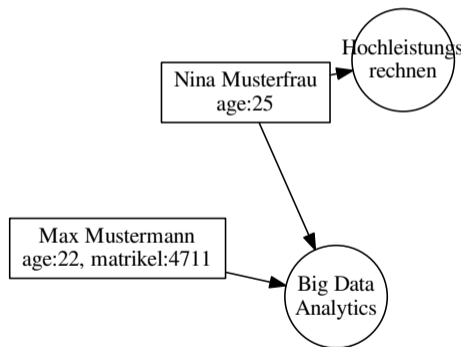 Hochleistungs
rechnen
Nina Musterfrau
age:25
Max Mustermann
age:22, matrikel:4711
Big Data
Analytics